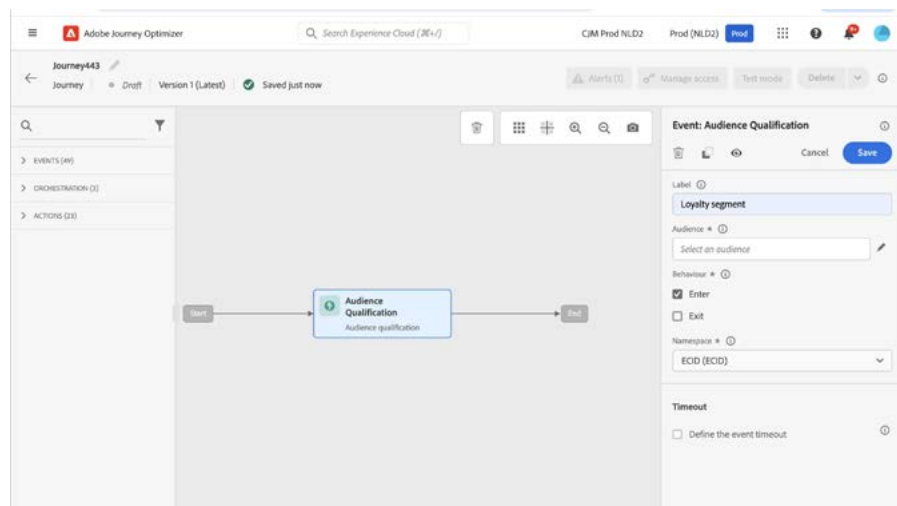 Adobe Journey Optimizer
Search Experience Cloud (⌘+/)
CJM Prod NLD2
Prod (NLD2)
Prod
Journey443
Journey
Draft
Version 1 (Latest)
Saved just now
Alerts (1)
Manage access
Test mode
Delete
EVENTS (49)
ORCHESTRATION (3)
ACTIONS (23)
Start
Audience
Qualification
Audience qualification
End
Event: Audience Qualification
Cancel
Save
Label
Loyalty segment
Audience *
Select an audience
Behaviour *
Enter
Exit
Namespace *
ECID (ECID)
Timeout
Define the event timeout